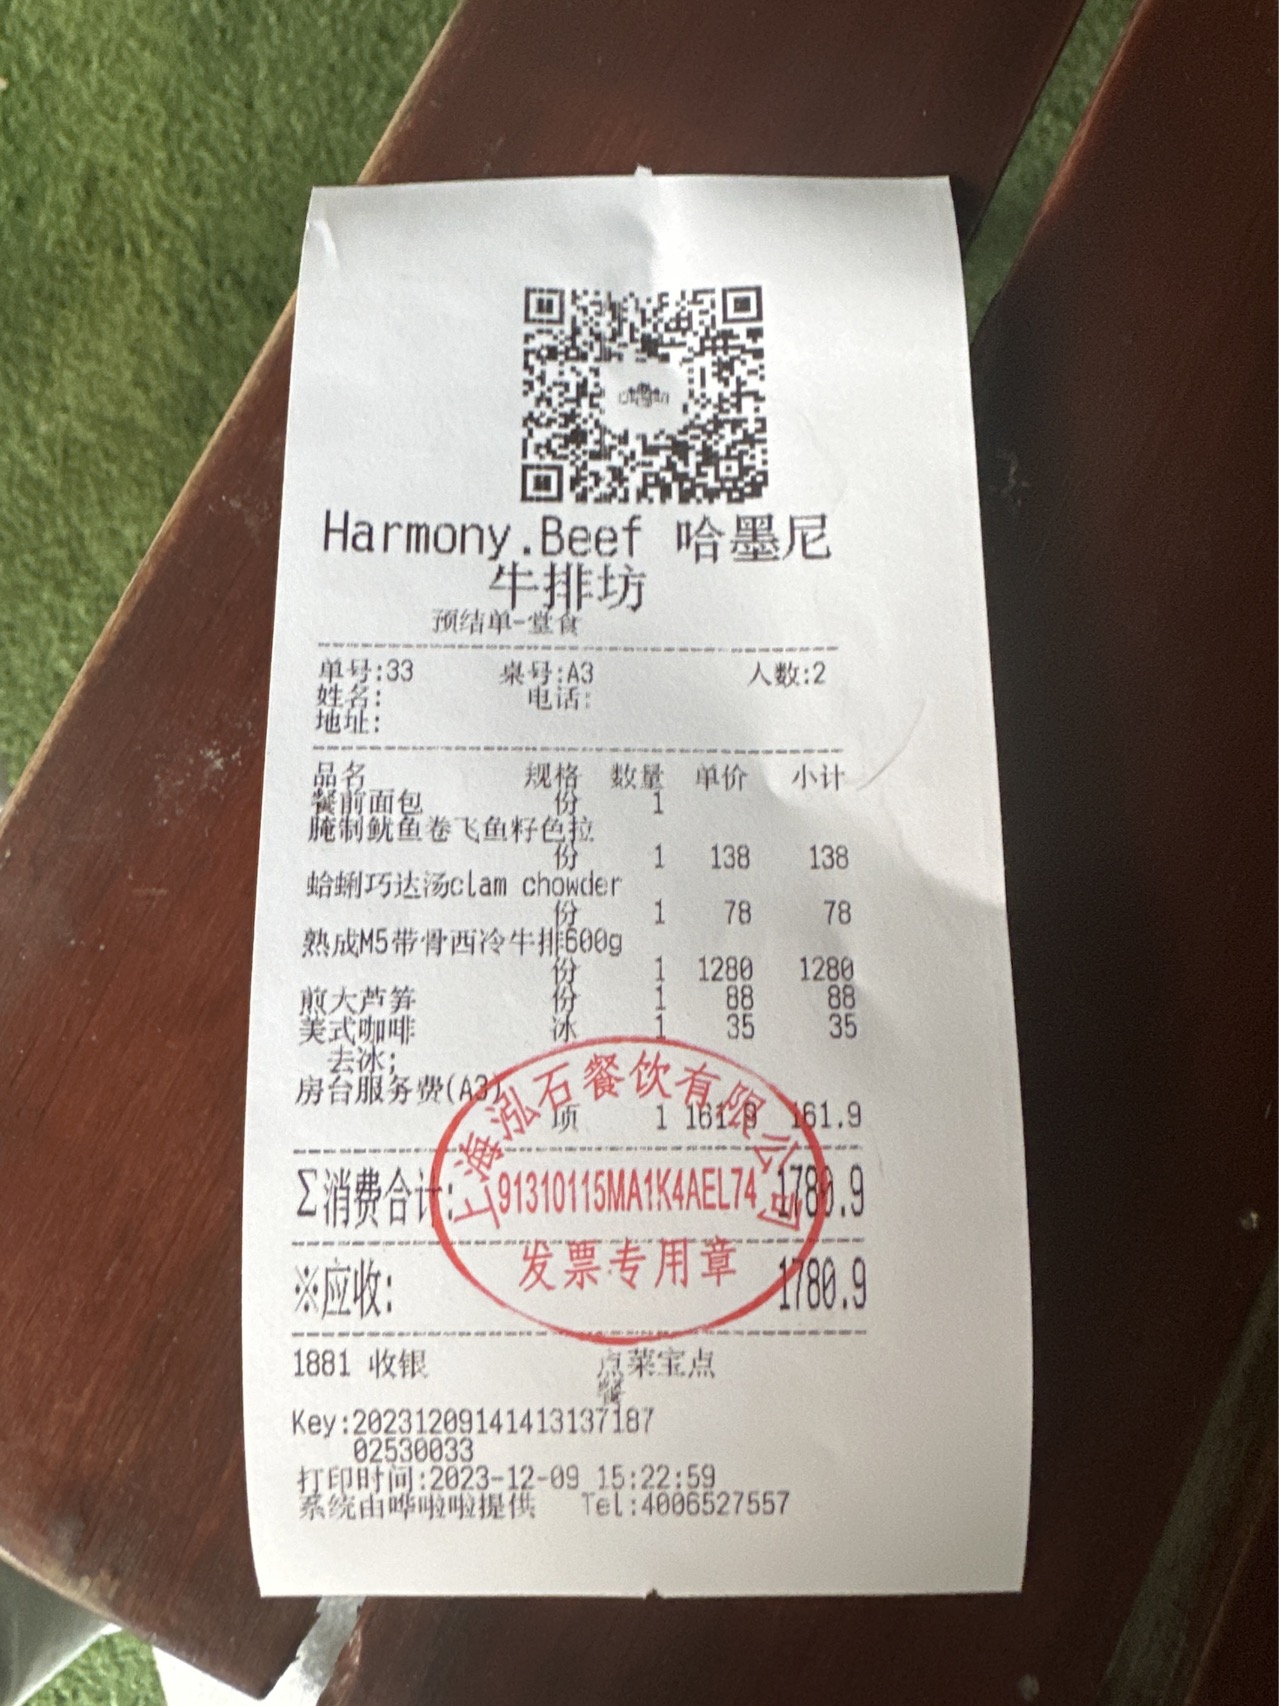 Harmony.Beef 哈墨尼
牛排坊
预结单-堂食
单号:33 桌号:A3 人数:2
姓名: 电话:
地址:
品名 规格 数量 单价 小计
餐前面包 份 1
腌制鱿鱼卷飞鱼籽色拉
份 1 138 138
蛤蜊巧达汤clam chowder
份 1 78 78
熟成M5带骨西冷牛排600g
份 1 1280 1280
煎大芦笋 份 1 88 88
美式咖啡 冰 1 35 35
去冰;
房台服务费(A3)
项 1 161.9 161.9
上海泓石餐饮有限公司
Σ消费合计: 1780.9
91310115MA1K4AEL74
发票专用章
※应收: 1780.9
1881 收银 点菜宝点
餐
Key:20231209141413137187
02530033
打印时间:2023-12-09 15:22:59
系统由哗啦啦提供 Tel:4006527557